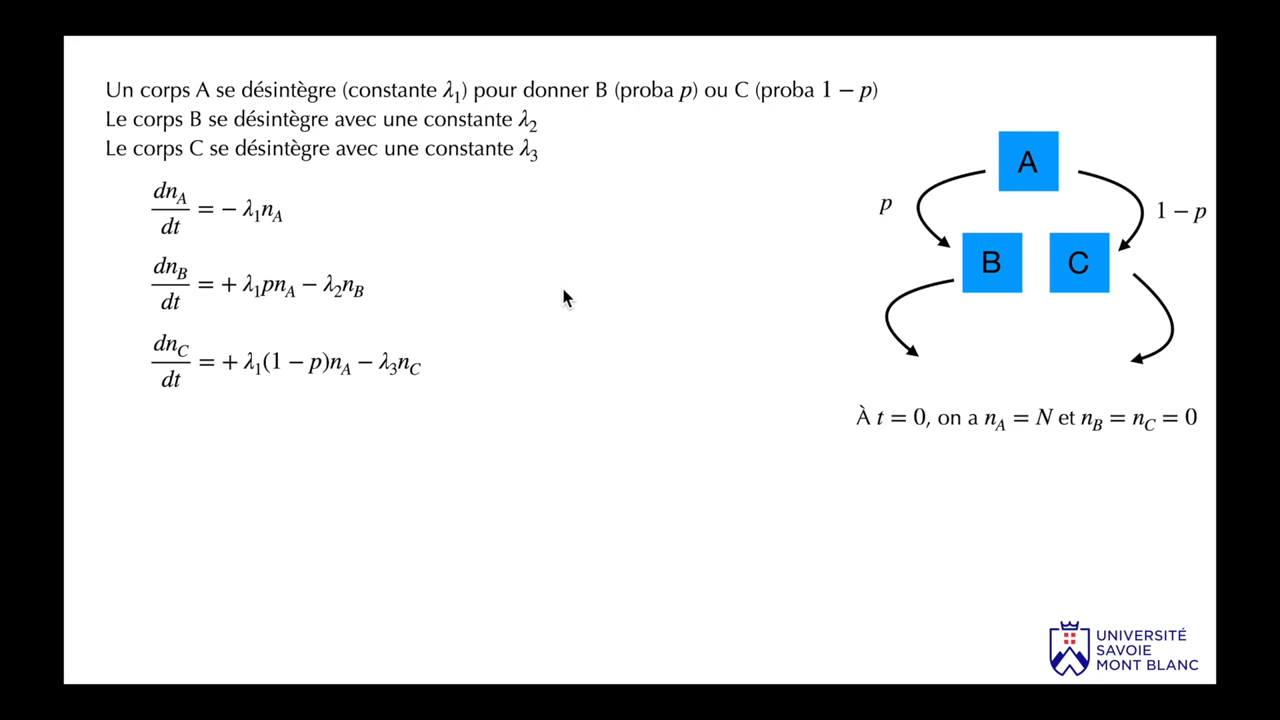 Un corps A se désintègre (constante λ₁) pour donner B (proba p) ou C (proba 1 − p)
Le corps B se désintègre avec une constante λ₂
Le corps C se désintègre avec une constante λ₃
dn_A/dt = − λ₁n_A
dn_B/dt = + λ₁pn_A − λ₂n_B
dn_C/dt = + λ₁(1 − p)n_A − λ₃n_C
A
p
1 − p
B
C
À t = 0, on a n_A = N et n_B = n_C = 0
UNIVERSITÉ
SAVOIE
MONT BLANC